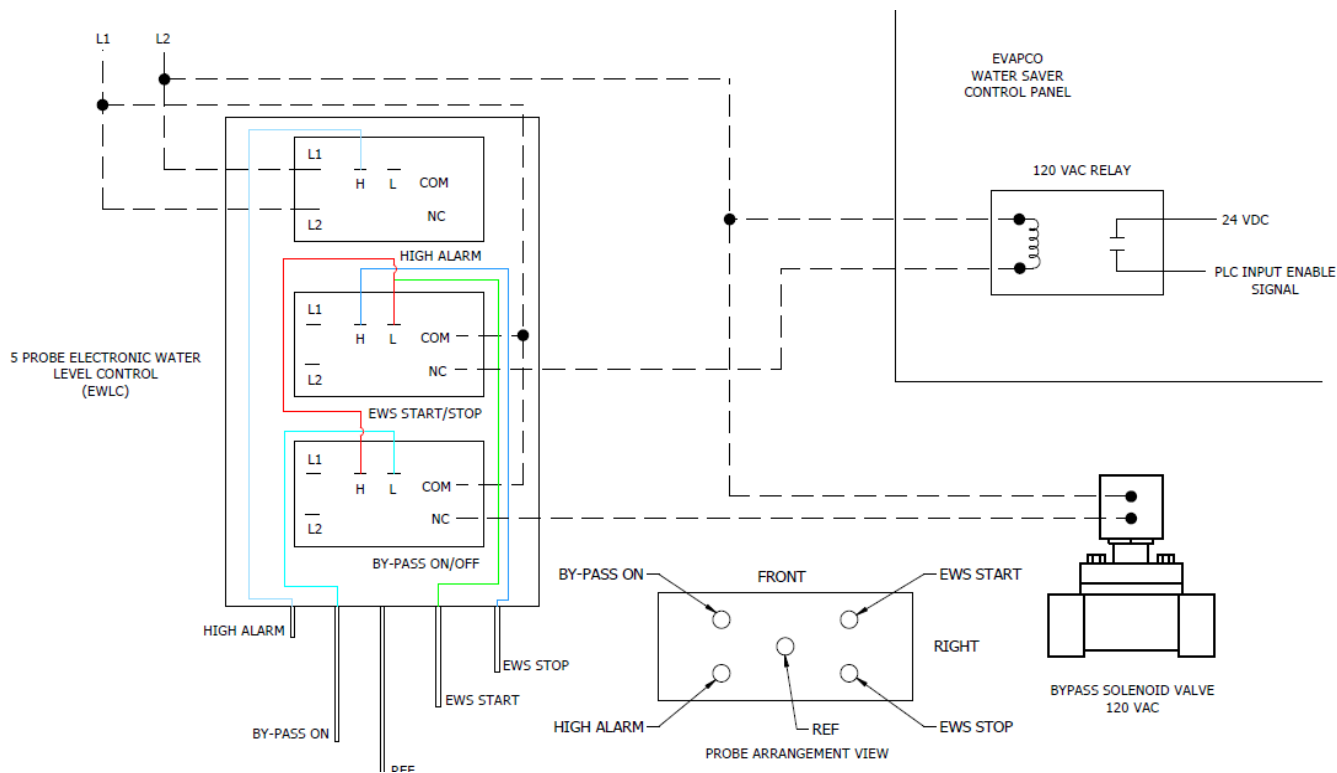 L1
L2
EVAPCO
WATER SAVER
CONTROL PANEL
120 VAC RELAY
24 VDC
PLC INPUT ENABLE
SIGNAL
L1
H
L
COM
NC
L2
HIGH ALARM
5 PROBE ELECTRONIC WATER
LEVEL CONTROL
(EWLC)
L1
H
L
COM
NC
L2
EWS START/STOP
L1
H
L
COM
NC
L2
BY-PASS ON/OFF
HIGH ALARM
EWS STOP
EWS START
BY-PASS ON
REF
BY-PASS ON
FRONT
EWS START
RIGHT
HIGH ALARM
REF
EWS STOP
PROBE ARRANGEMENT VIEW
BYPASS SOLENOID VALVE
120 VAC